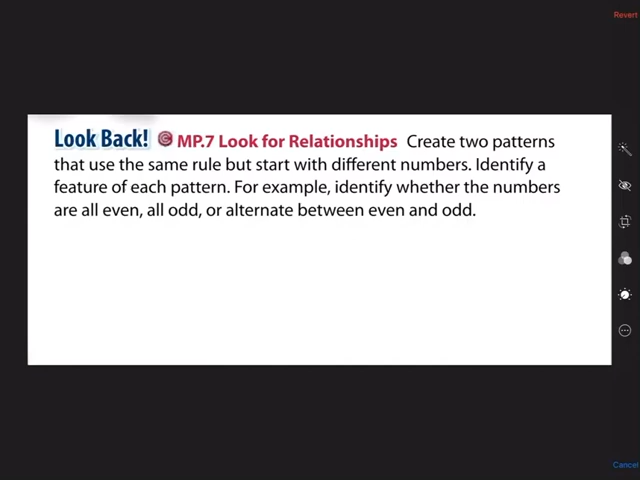 Revert
Look Back! MP.7 Look for Relationships Create two patterns
that use the same rule but start with different numbers. Identify a
feature of each pattern. For example, identify whether the numbers
are all even, all odd, or alternate between even and odd.
Cancel